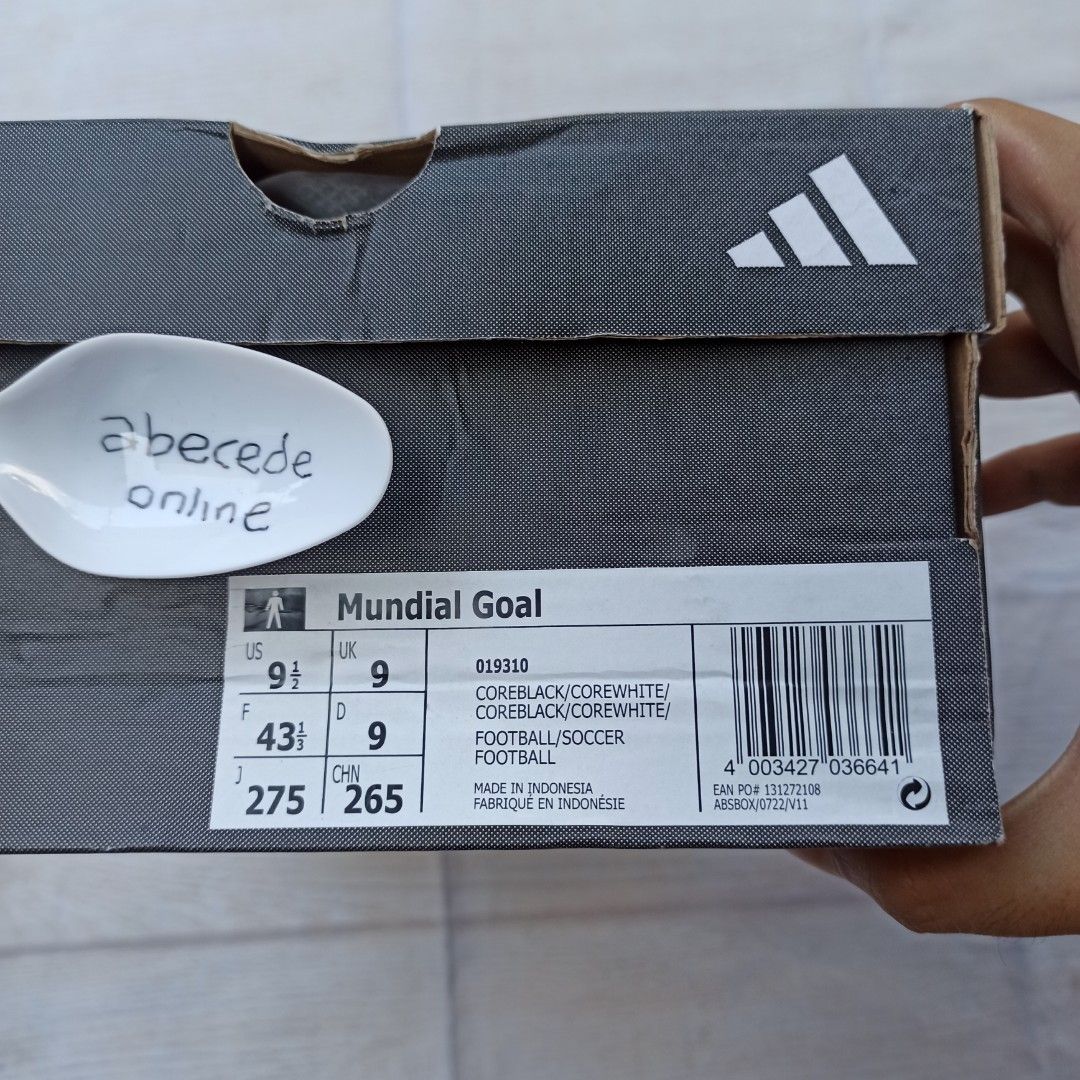 abecede
online
Mundial Goal
US
9 1/2
UK
9
F
43 1/3
D
9
J
275
CHN
265
019310
COREBLACK/COREWHITE/
COREBLACK/COREWHITE/
FOOTBALL/SOCCER
FOOTBALL
MADE IN INDONESIA
FABRIQUÉ EN INDONÉSIE
4 003427 036641
EAN PO# 131272108
ABSBOX/0722/V11